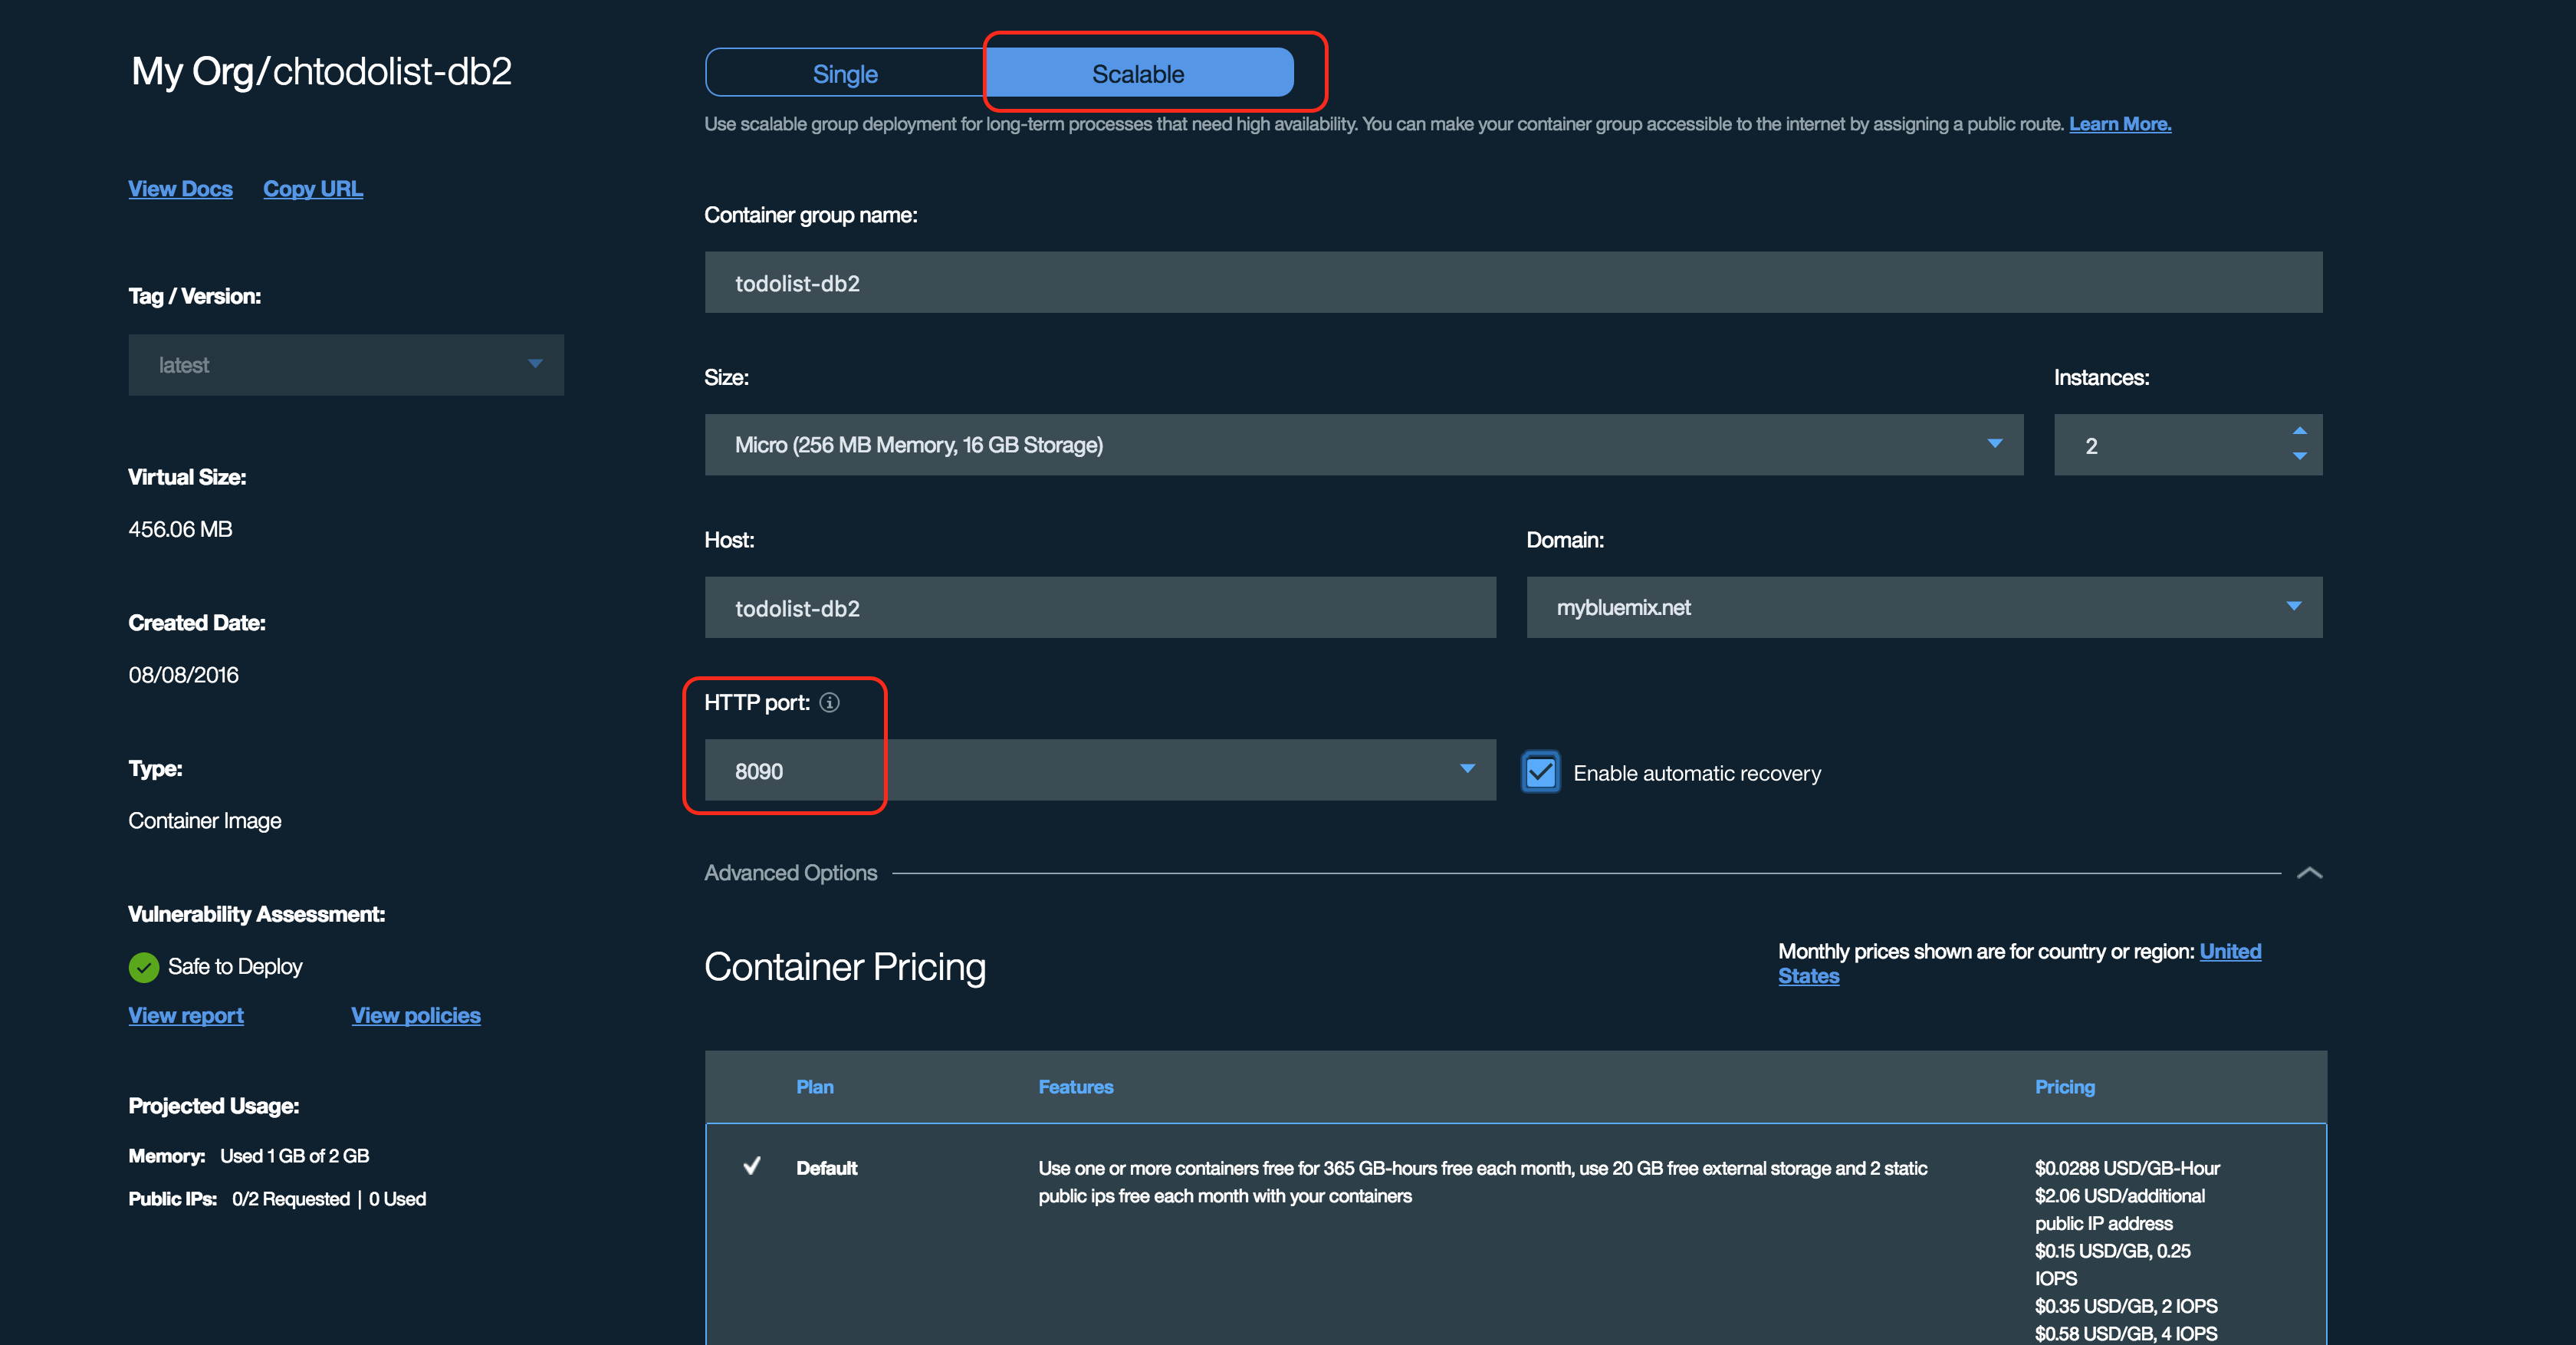 My Org/chtodolist-db2
View Docs Copy URL
Tag / Version:
latest
Virtual Size:
456.06 MB
Created Date:
08/08/2016
Type:
Container Image
Vulnerability Assessment:
Safe to Deploy
View report View policies
Projected Usage:
Memory: Used 1 GB of 2 GB
Public IPs: 0/2 Requested | 0 Used
Single Scalable
Use scalable group deployment for long-term processes that need high availability. You can make your container group accessible to the internet by assigning a public route. Learn More.
Container group name:
todolist-db2
Size: Instances:
Micro (256 MB Memory, 16 GB Storage) 2
Host: Domain:
todolist-db2 mybluemix.net
HTTP port:
8090 Enable automatic recovery
Advanced Options
Container Pricing
Monthly prices shown are for country or region: United
States
Plan Features Pricing
Default
Use one or more containers free for 365 GB-hours free each month, use 20 GB free external storage and 2 static
public ips free each month with your containers
$0.0288 USD/GB-Hour
$2.06 USD/additional
public IP address
$0.15 USD/GB, 0.25
IOPS
$0.35 USD/GB, 2 IOPS
$0.58 USD/GB, 4 IOPS